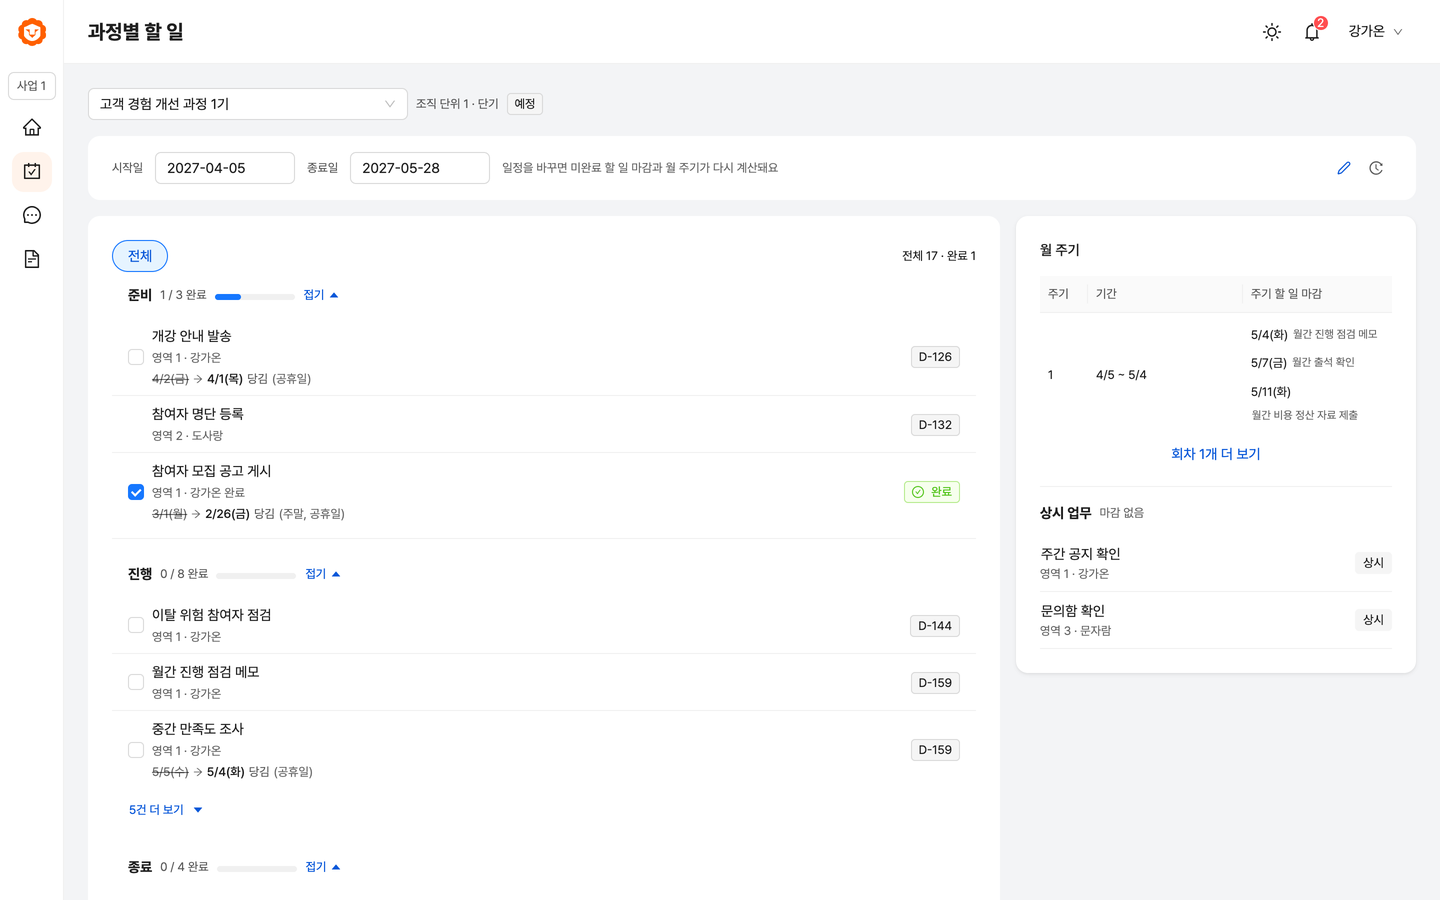 과정별 할 일
2
강가온
사업 1
고객 경험 개선 과정 1기
조직 단위 1 · 단기
예정
시작일
2027-04-05
종료일
2027-05-28
일정을 바꾸면 미완료 할 일 마감과 월 주기가 다시 계산돼요
전체
전체 17 · 완료 1
준비 1 / 3 완료 접기
개강 안내 발송
영역 1 · 강가온
4/2(금) → 4/1(목) 당김 (공휴일)
D-126
참여자 명단 등록
영역 2 · 도사랑
D-132
참여자 모집 공고 게시
영역 1 · 강가온 완료
3/1(월) → 2/26(금) 당김 (주말, 공휴일)
완료
진행 0 / 8 완료 접기
이탈 위험 참여자 점검
영역 1 · 강가온
D-144
월간 진행 점검 메모
영역 1 · 강가온
D-159
중간 만족도 조사
영역 1 · 강가온
5/5(수) → 5/4(화) 당김 (공휴일)
D-159
5건 더 보기
종료 0 / 4 완료 접기
월 주기
주기 기간 주기 할 일 마감
1 4/5 ~ 5/4
5/4(화) 월간 진행 점검 메모
5/7(금) 월간 출석 확인
5/11(화)
월간 비용 정산 자료 제출
회차 1개 더 보기
상시 업무 마감 없음
주간 공지 확인
영역 1 · 강가온
상시
문의함 확인
영역 3 · 문자람
상시